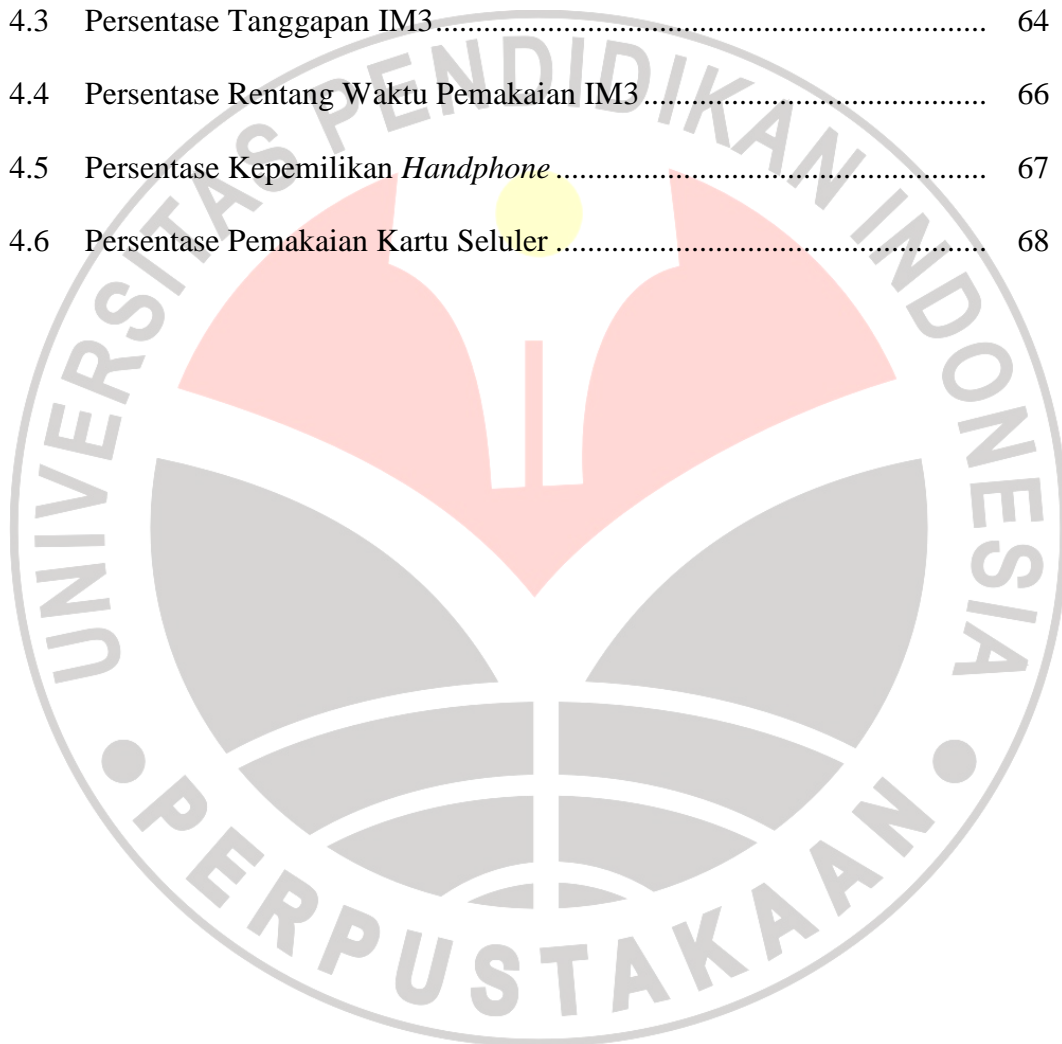 4.3 Persentase Tanggapan IM3.................................................................... 64
4.4 Persentase Rentang Waktu Pemakaian IM3.......................................... 66
4.5 Persentase Kepemilikan Handphone..................................................... 67
4.6 Persentase Pemakaian Kartu Seluler..................................................... 68
UNIVERSITAS PENDIDIKAN INDONESIA
PERPUSTAKAAN